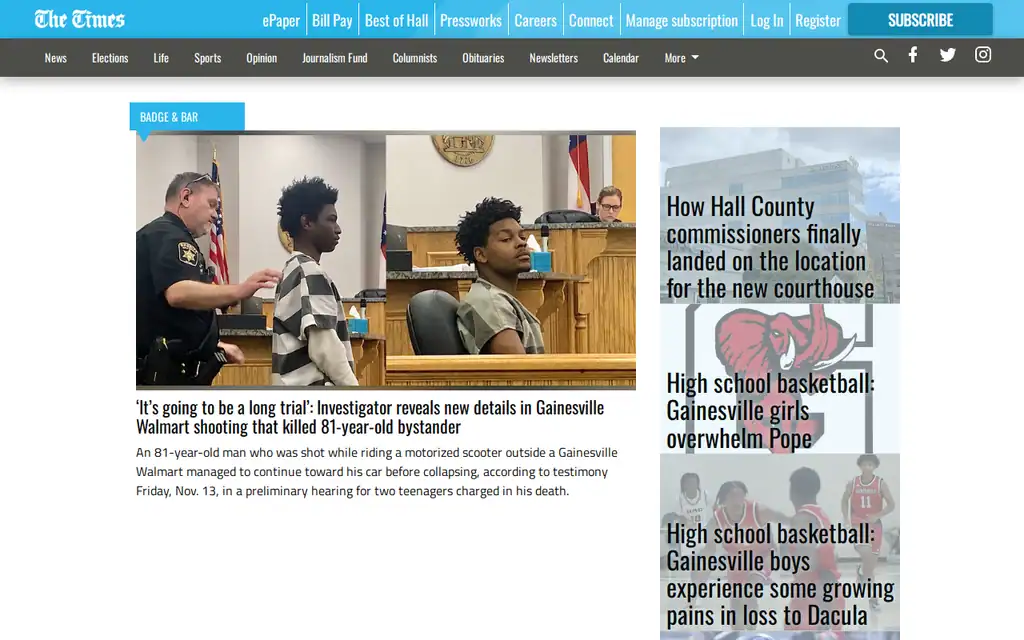 The Times
ePaper
Bill Pay
Best of Hall
Pressworks
Careers
Connect
Manage subscription
Log In
Register
SUBSCRIBE
News
Elections
Life
Sports
Opinion
Journalism Fund
Columnists
Obituaries
Newsletters
Calendar
More
BADGE & BAR
‘It’s going to be a long trial’: Investigator reveals new details in Gainesville
Walmart shooting that killed 81-year-old bystander
An 81-year-old man who was shot while riding a motorized scooter outside a Gainesville
Walmart managed to continue toward his car before collapsing, according to testimony
Friday, Nov. 13, in a preliminary hearing for two teenagers charged in his death.
How Hall County
commissioners finally
landed on the location
for the new courthouse
High school basketball:
Gainesville girls
overwhelm Pope
11
High school basketball:
Gainesville boys
experience some growing
pains in loss to Dacula